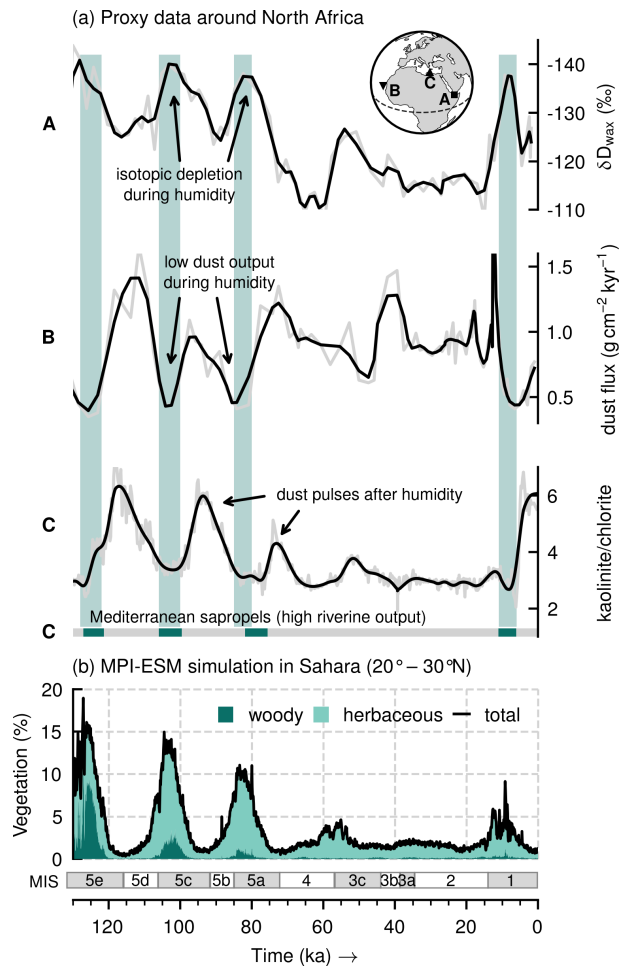 (a) Proxy data around North Africa
A
isotopic depletion
during humidity
B
C
A
-140
-130
-120
-110
δDwax (‰)
B
low dust output
during humidity
1.5
1.0
0.5
dust flux (g cm−2 kyr−1)
C
dust pulses after humidity
6
4
2
kaolinite/chlorite
Mediterranean sapropels (high riverine output)
C
(b) MPI-ESM simulation in Sahara (20° – 30°N)
20
15
10
5
0
Vegetation (%)
woody herbaceous total
MIS 5e 5d 5c 5b 5a 4 3c 3b 3a 2 1
120 100 80 60 40 20 0
Time (ka) →